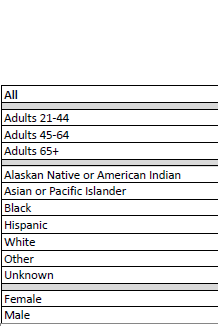 All
Adults 21-44
Adults 45-64
Adults 65+
Alaskan Native or American Indian
Asian or Pacific Islander
Black
Hispanic
White
Other
Unknown
Female
Male